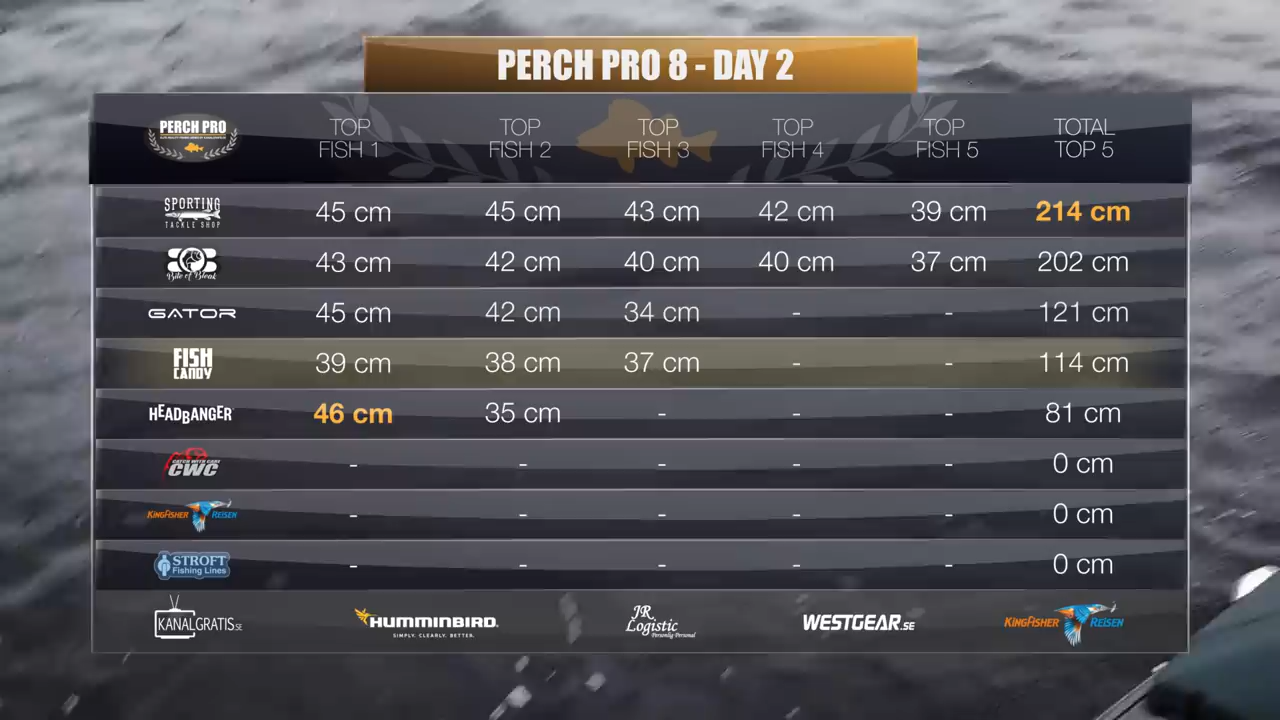 PERCH PRO 8 - DAY 2
PERCH PRO
TOP FISH 1
TOP FISH 2
TOP FISH 3
TOP FISH 4
TOP FISH 5
TOTAL TOP 5
SPORTING TACKLE SHOP 45 cm 45 cm 43 cm 42 cm 39 cm 214 cm
Bite of Bleak 43 cm 42 cm 40 cm 40 cm 37 cm 202 cm
GATOR 45 cm 42 cm 34 cm - - 121 cm
FISH CANDY 39 cm 38 cm 37 cm - - 114 cm
HEADBANGER 46 cm 35 cm - - - 81 cm
CATCH WITH CARE CWC - - - - - 0 cm
KINGFISHER REISEN - - - - - 0 cm
STROFT Fishing Lines - - - - - 0 cm
KANALGRATIS.SE
HUMMINBIRD.
SIMPLY. CLEARLY. BETTER.
JR Logistic
Personlig Personal
WESTGEAR.SE
KINGFISHER REISEN